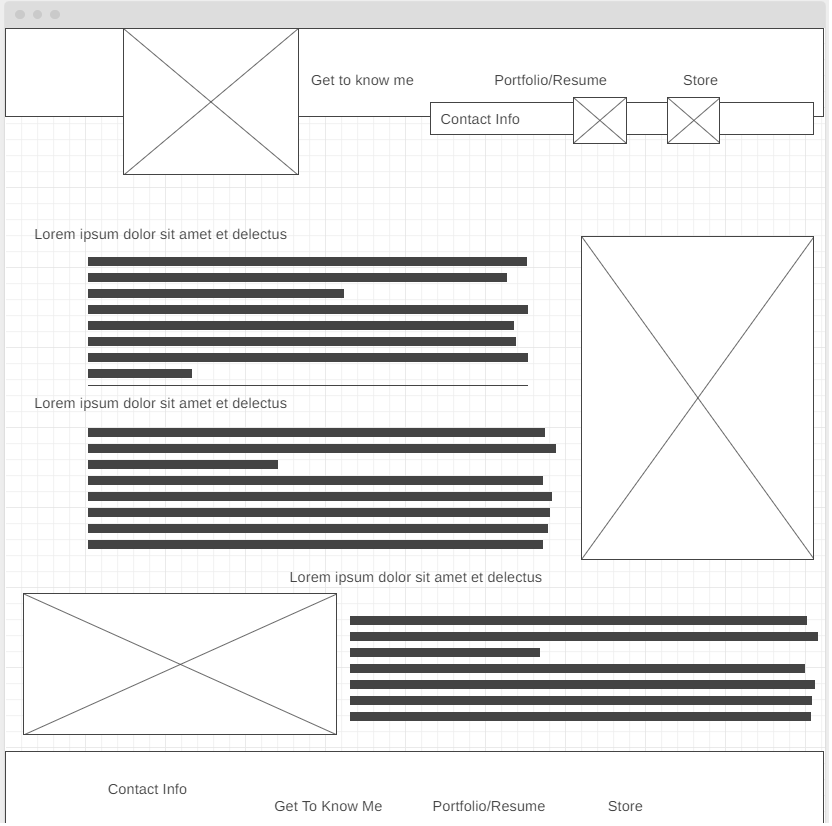 Get to know me
Portfolio/Resume
Store
Contact Info
Lorem ipsum dolor sit amet et delectus
Lorem ipsum dolor sit amet et delectus
Lorem ipsum dolor sit amet et delectus
Contact Info
Get To Know Me
Portfolio/Resume
Store